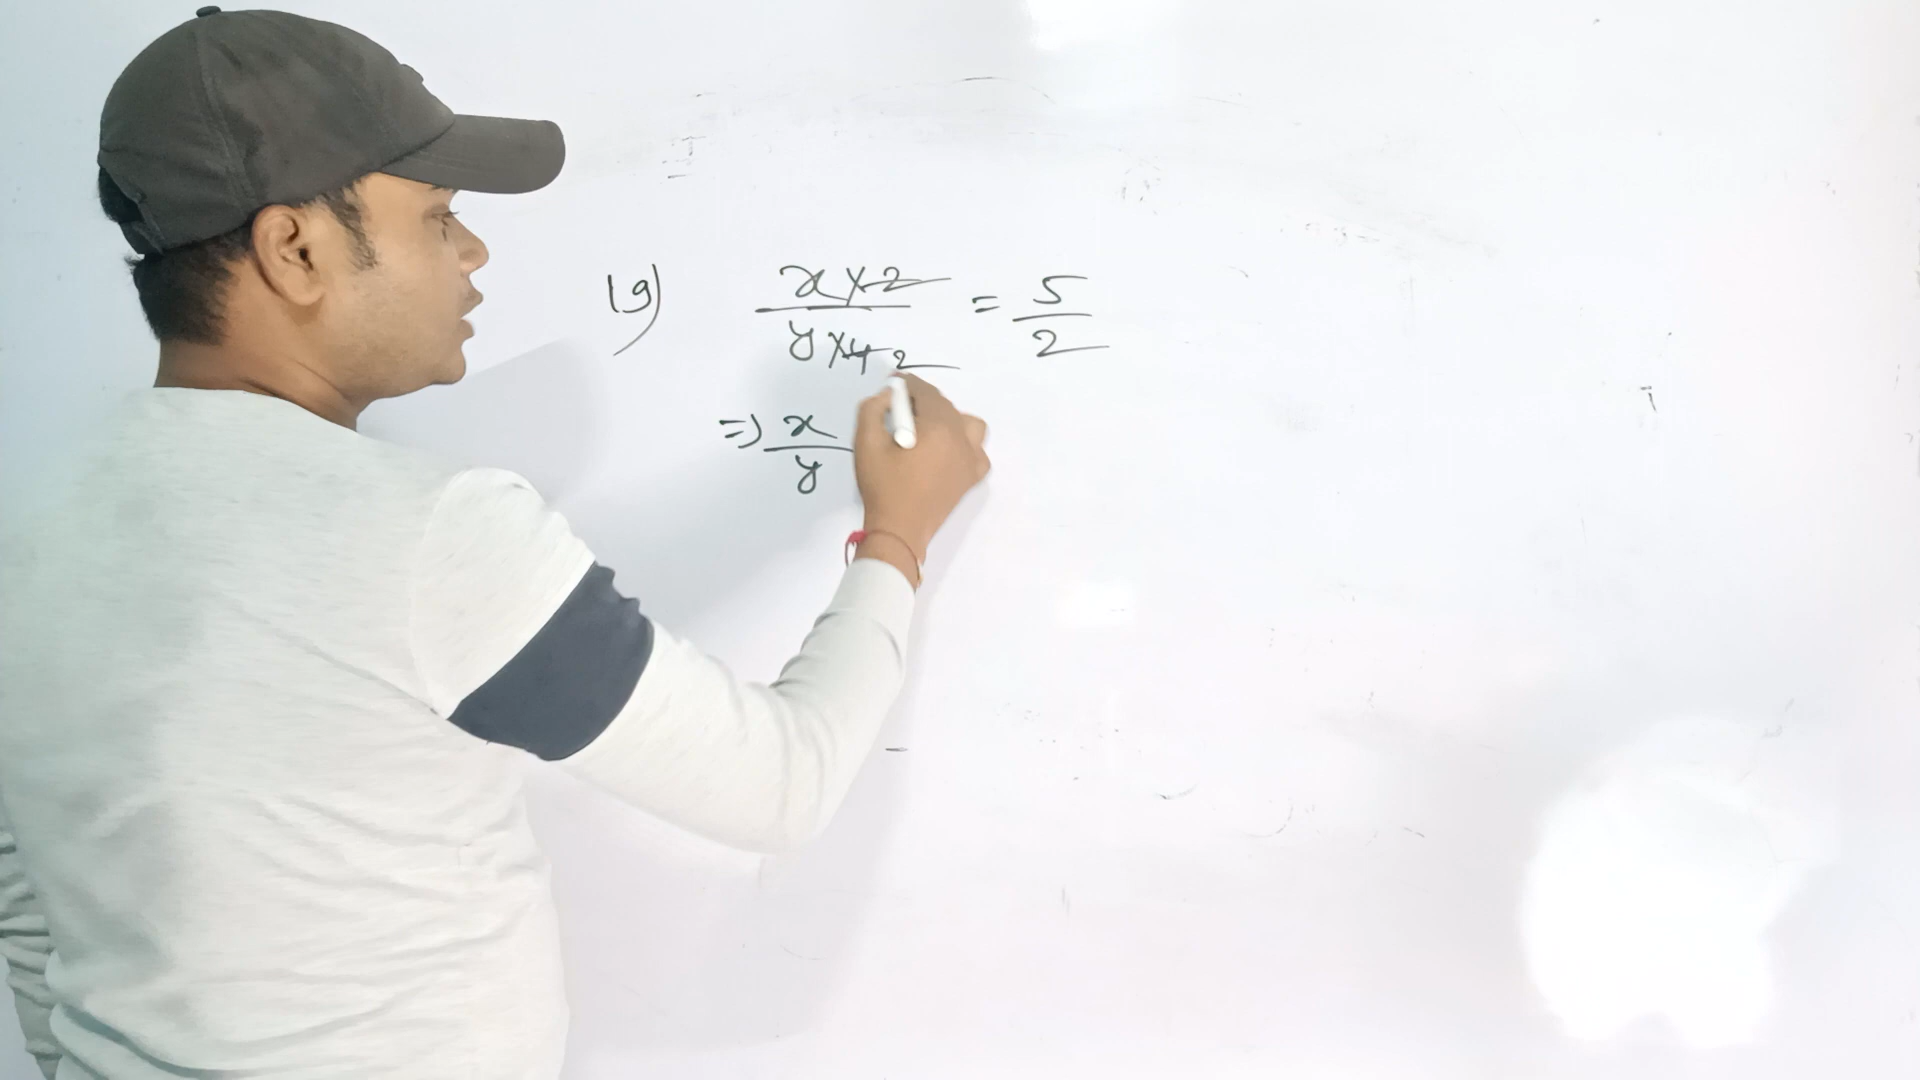 19) x×2/y×4 2 = 5/2
=> x/y